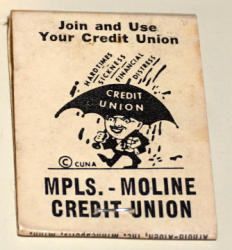 Join and Use
Your Credit Union
HARDTIMES
SICKNESS
FINANCIAL
DISTRESS
CREDIT
UNION
© CUNA
MPLS. - MOLINE
CREDIT UNION